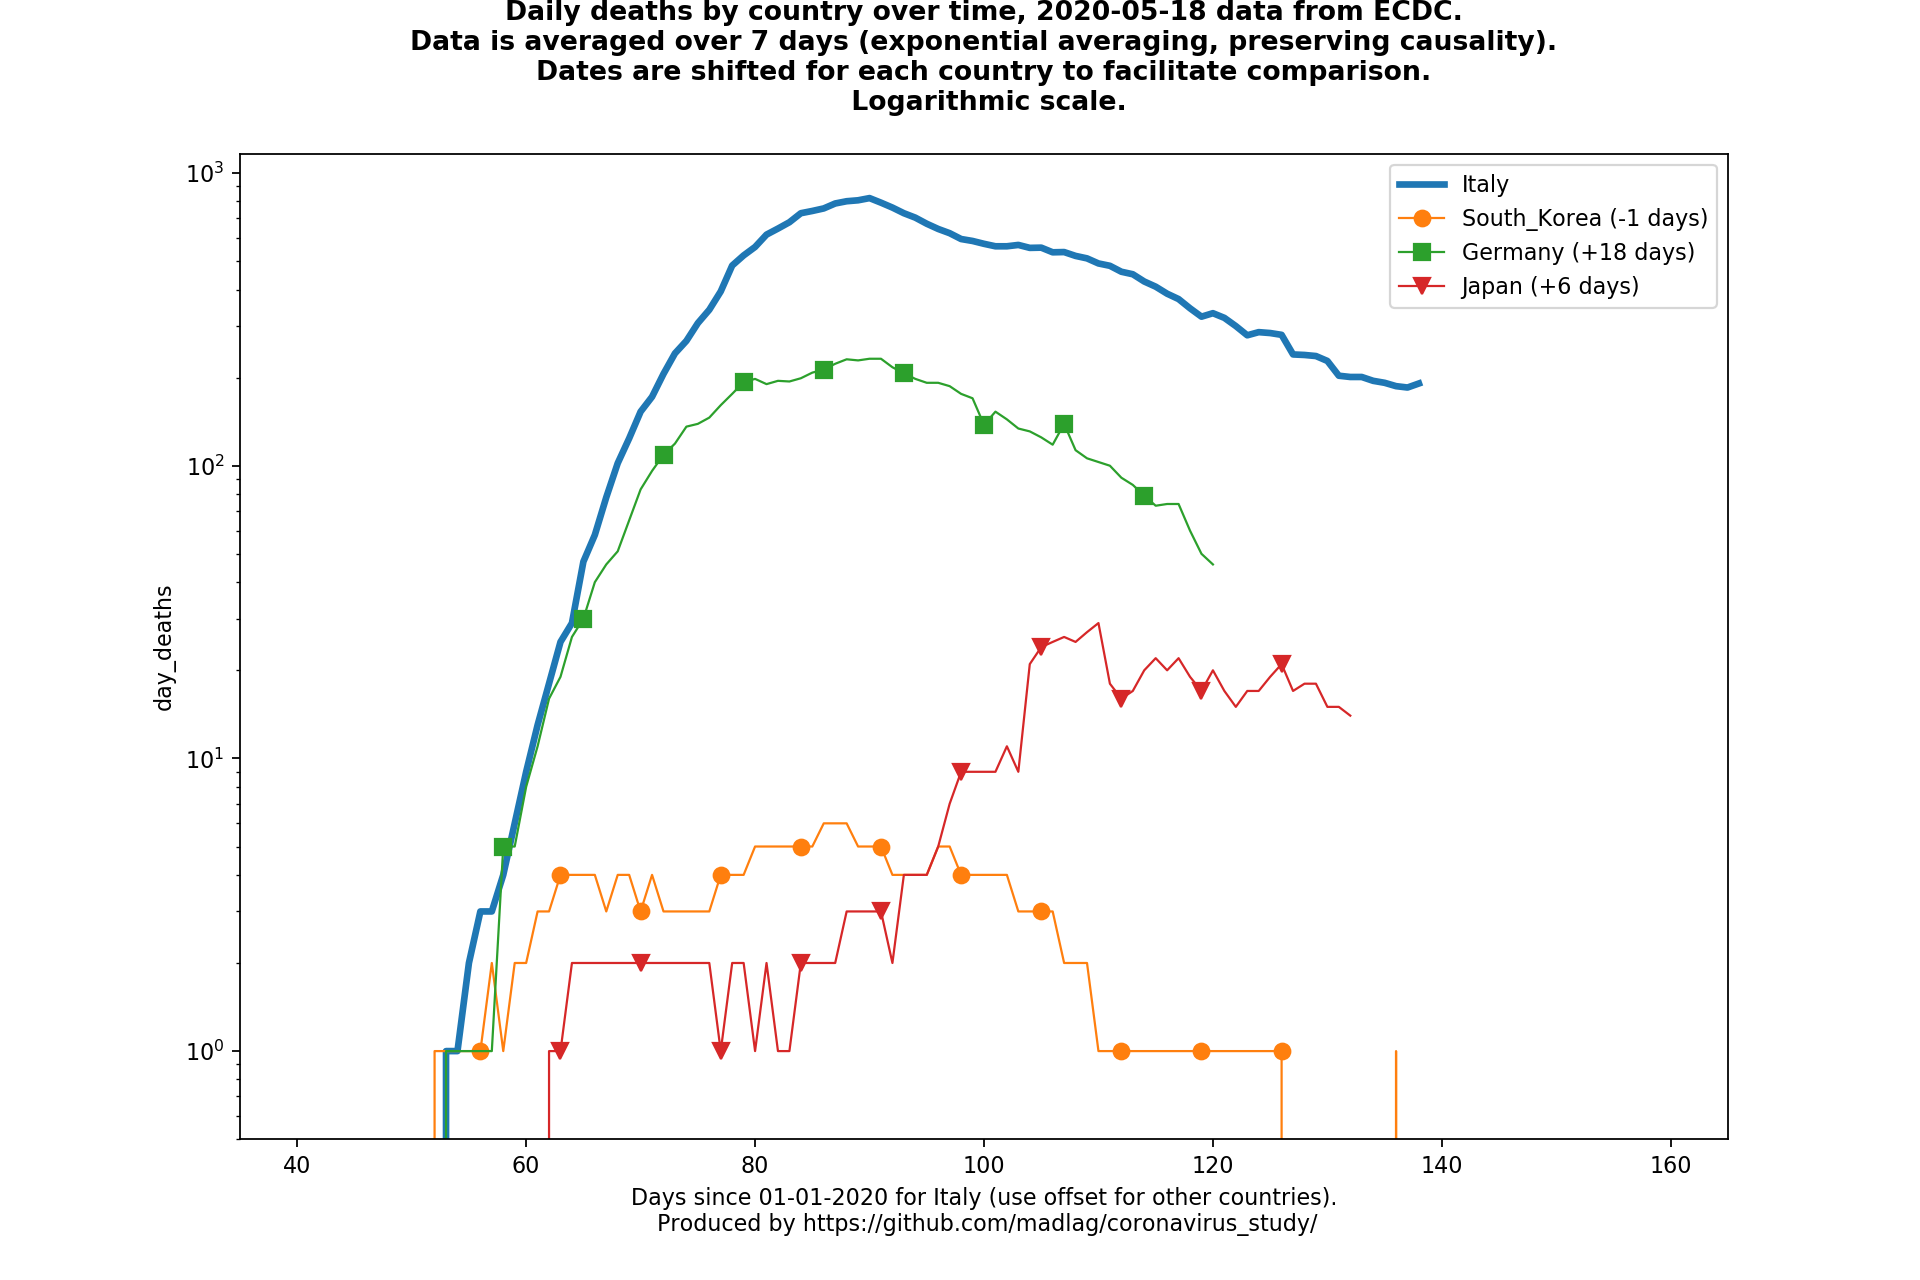 Daily deaths by country over time, 2020-05-18 data from ECDC.
Data is averaged over 7 days (exponential averaging, preserving causality).
Dates are shifted for each country to facilitate comparison.
Logarithmic scale.
10³
10²
10¹
10⁰
day_deaths
Italy
South_Korea (-1 days)
Germany (+18 days)
Japan (+6 days)
40 60 80 100 120 140 160
Days since 01-01-2020 for Italy (use offset for other countries).
Produced by https://github.com/madlag/coronavirus_study/